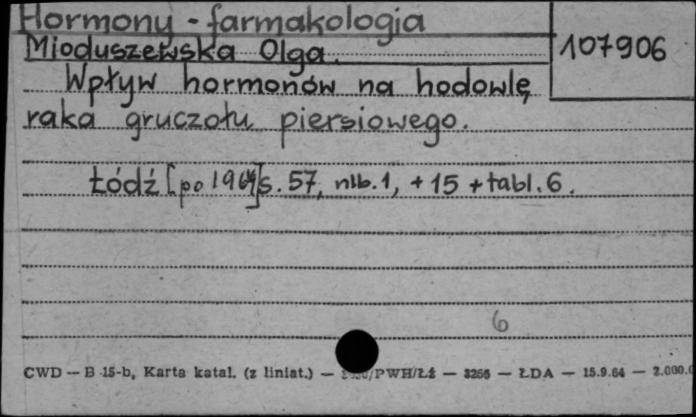 Hormony - farmakologia
107906
Mioduszewska Olga.
Wpływ hormonów na hodowlę
raka gruczołu piersiowego.
Łódź [po 1964] s. 57, nlb. 1, + 15 + tabl. 6.
6
CWD — B 15-b, Karta katal. (z liniat.) — /PWH/Łź — 3256 — ŁDA — 15.9.64 — 2.000.0